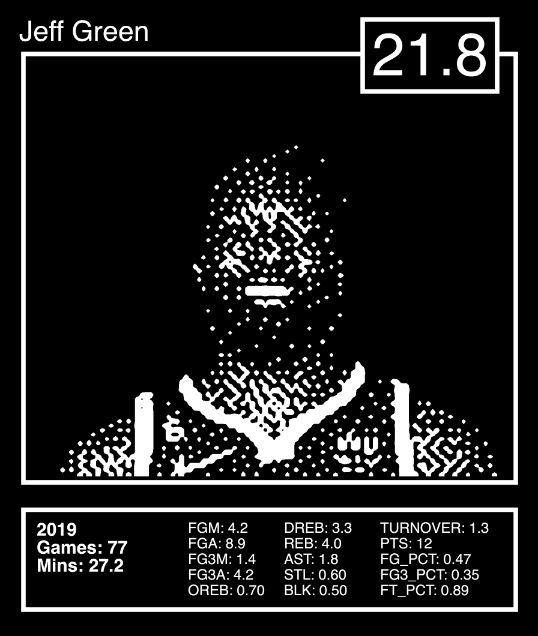 Jeff Green
21.8
2019
Games: 77
Mins: 27.2
FGM: 4.2
FGA: 8.9
FG3M: 1.4
FG3A: 4.2
OREB: 0.70
DREB: 3.3
REB: 4.0
AST: 1.8
STL: 0.60
BLK: 0.50
TURNOVER: 1.3
PTS: 12
FG_PCT: 0.47
FG3_PCT: 0.35
FT_PCT: 0.89